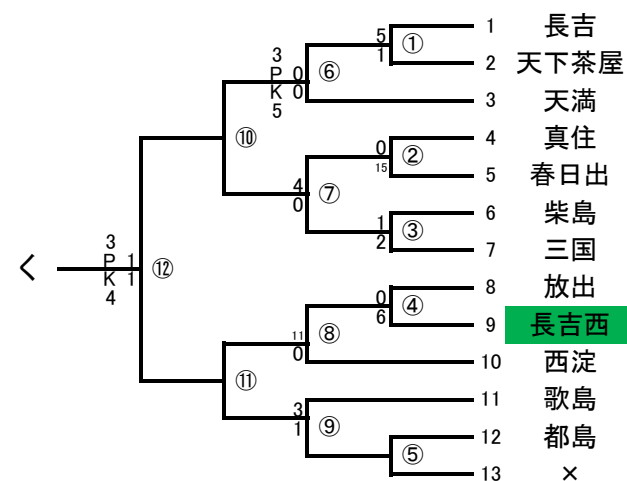 5 ① 1 長吉
1 2 天下茶屋
3 PK 5 0 0 ⑥
3 天満
⑩
0 ② 4 真住
15 5 春日出
4 0 ⑦
1 ③ 6 柴島
2 7 三国
く 3 PK 4 1 1 ⑫
0 ④ 8 放出
6 9 長吉西
11 0 ⑧
10 西淀
⑪
11 歌島
3 1 ⑨
12 都島
⑤
13 ×